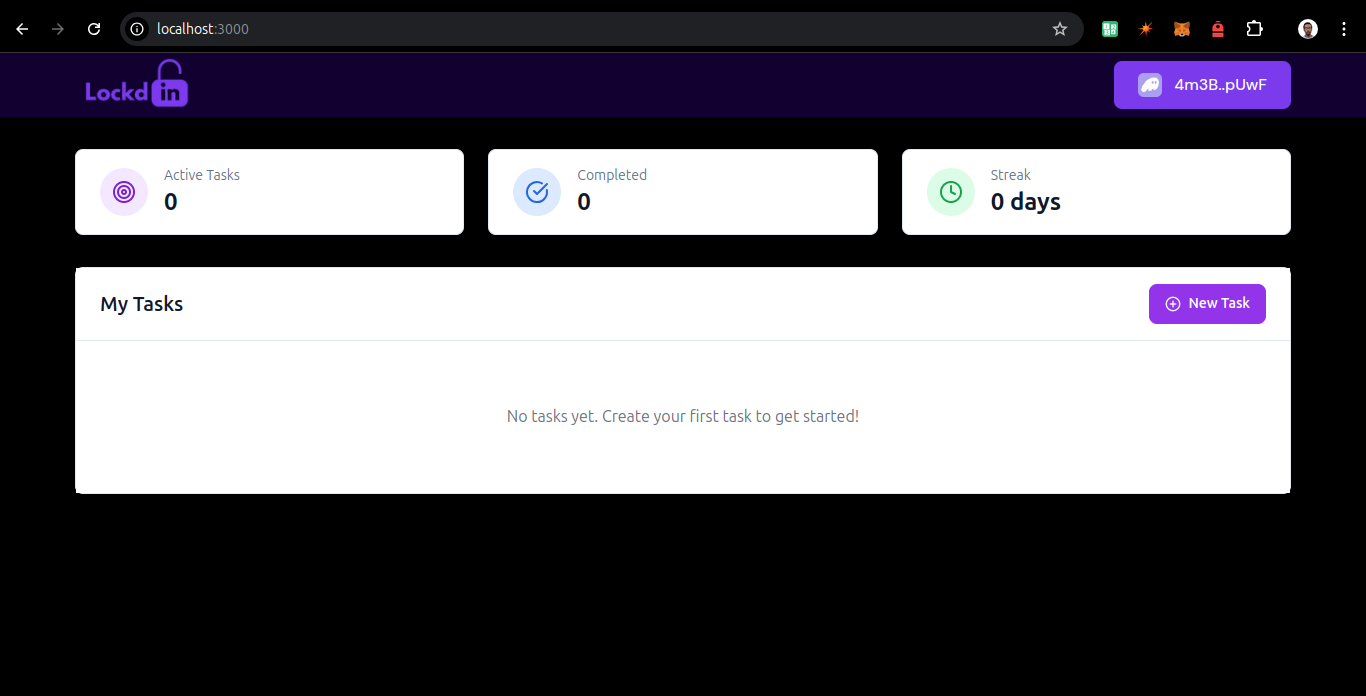 localhost:3000
Lockd in
4m3B..pUwF
Active Tasks
0
Completed
0
Streak
0 days
My Tasks
New Task
No tasks yet. Create your first task to get started!